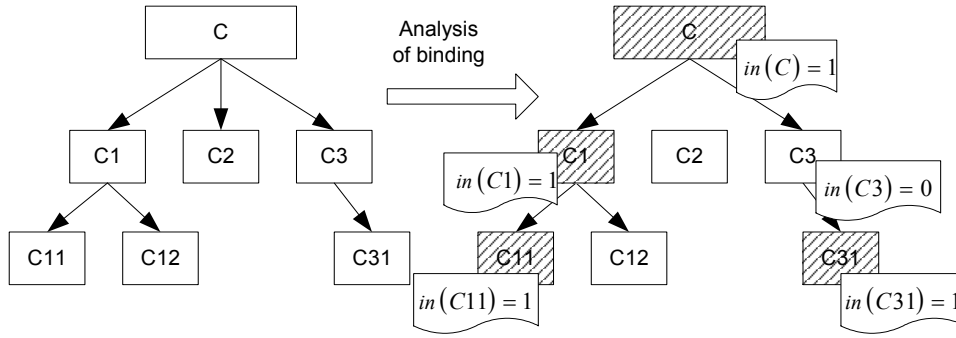 C
Analysis
of binding
C
in(C) = 1
C1
C2
C3
C1
C2
C3
in(C1) = 1
in(C3) = 0
C11
C12
C31
C11
C12
C31
in(C11) = 1
in(C31) = 1